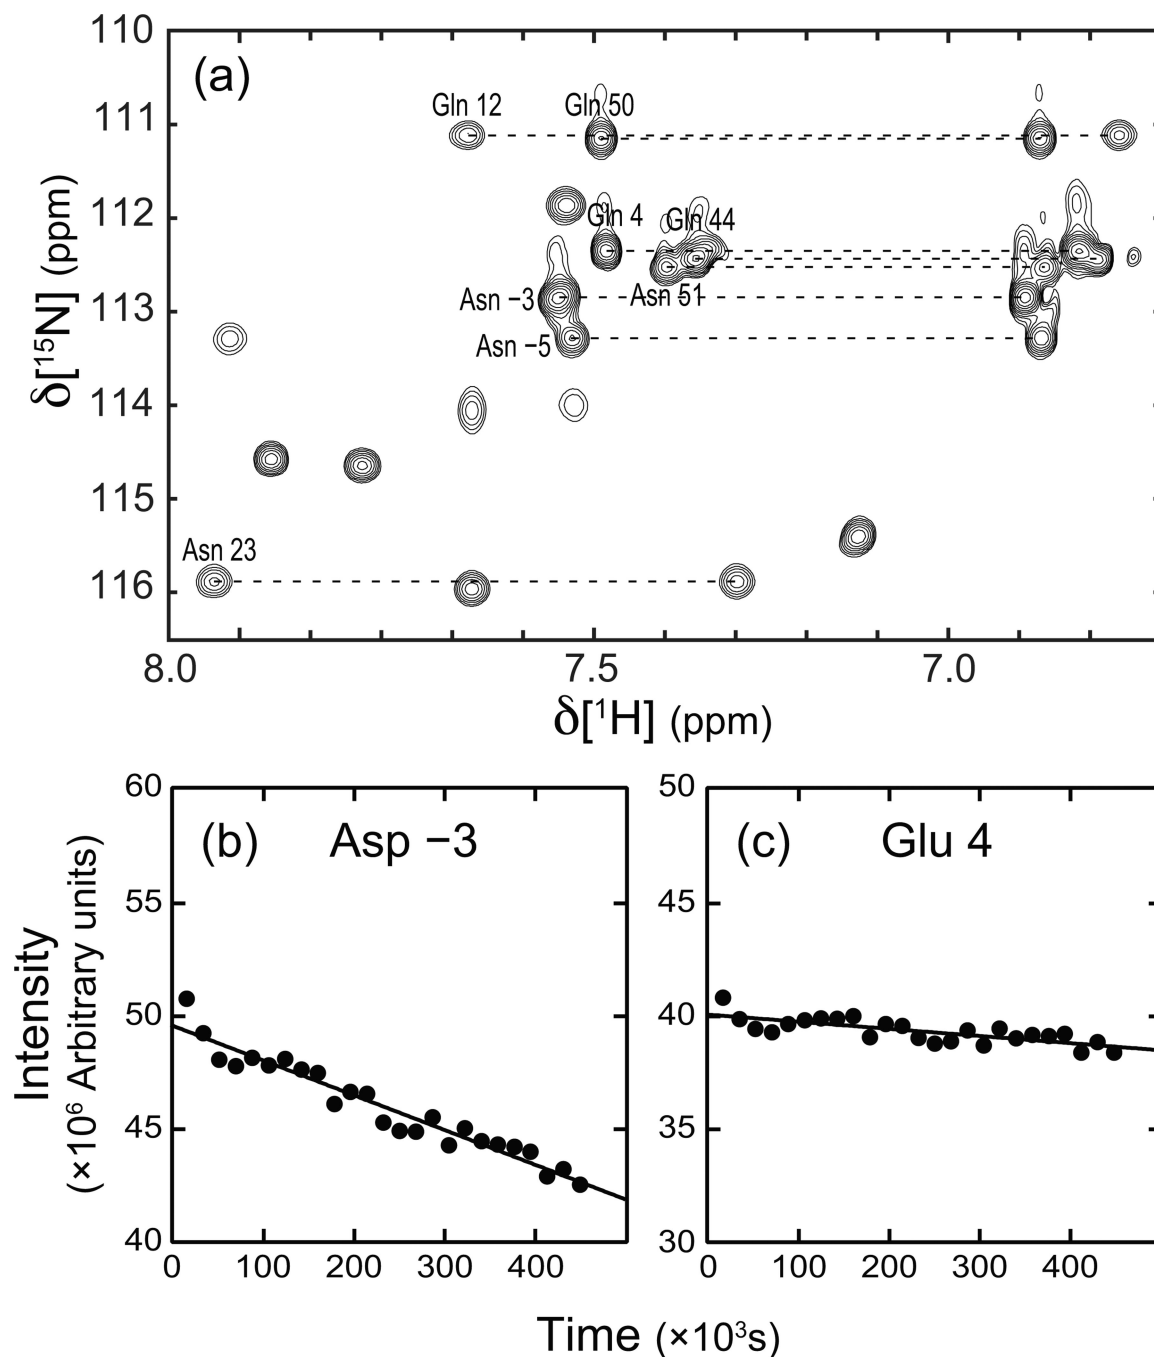 (a)
110
111
112
113
114
115
116
δ[¹⁵N] (ppm)
Gln 12
Gln 50
Gln 4
Gln 44
Asn −3
Asn 51
Asn −5
Asn 23
8.0
7.5
7.0
δ[¹H] (ppm)
(b) Asp −3
60
55
50
45
40
0 100 200 300 400
Intensity
(×10⁶ Arbitrary units)
(c) Glu 4
50
45
40
35
30
0 100 200 300 400
Time (×10³s)